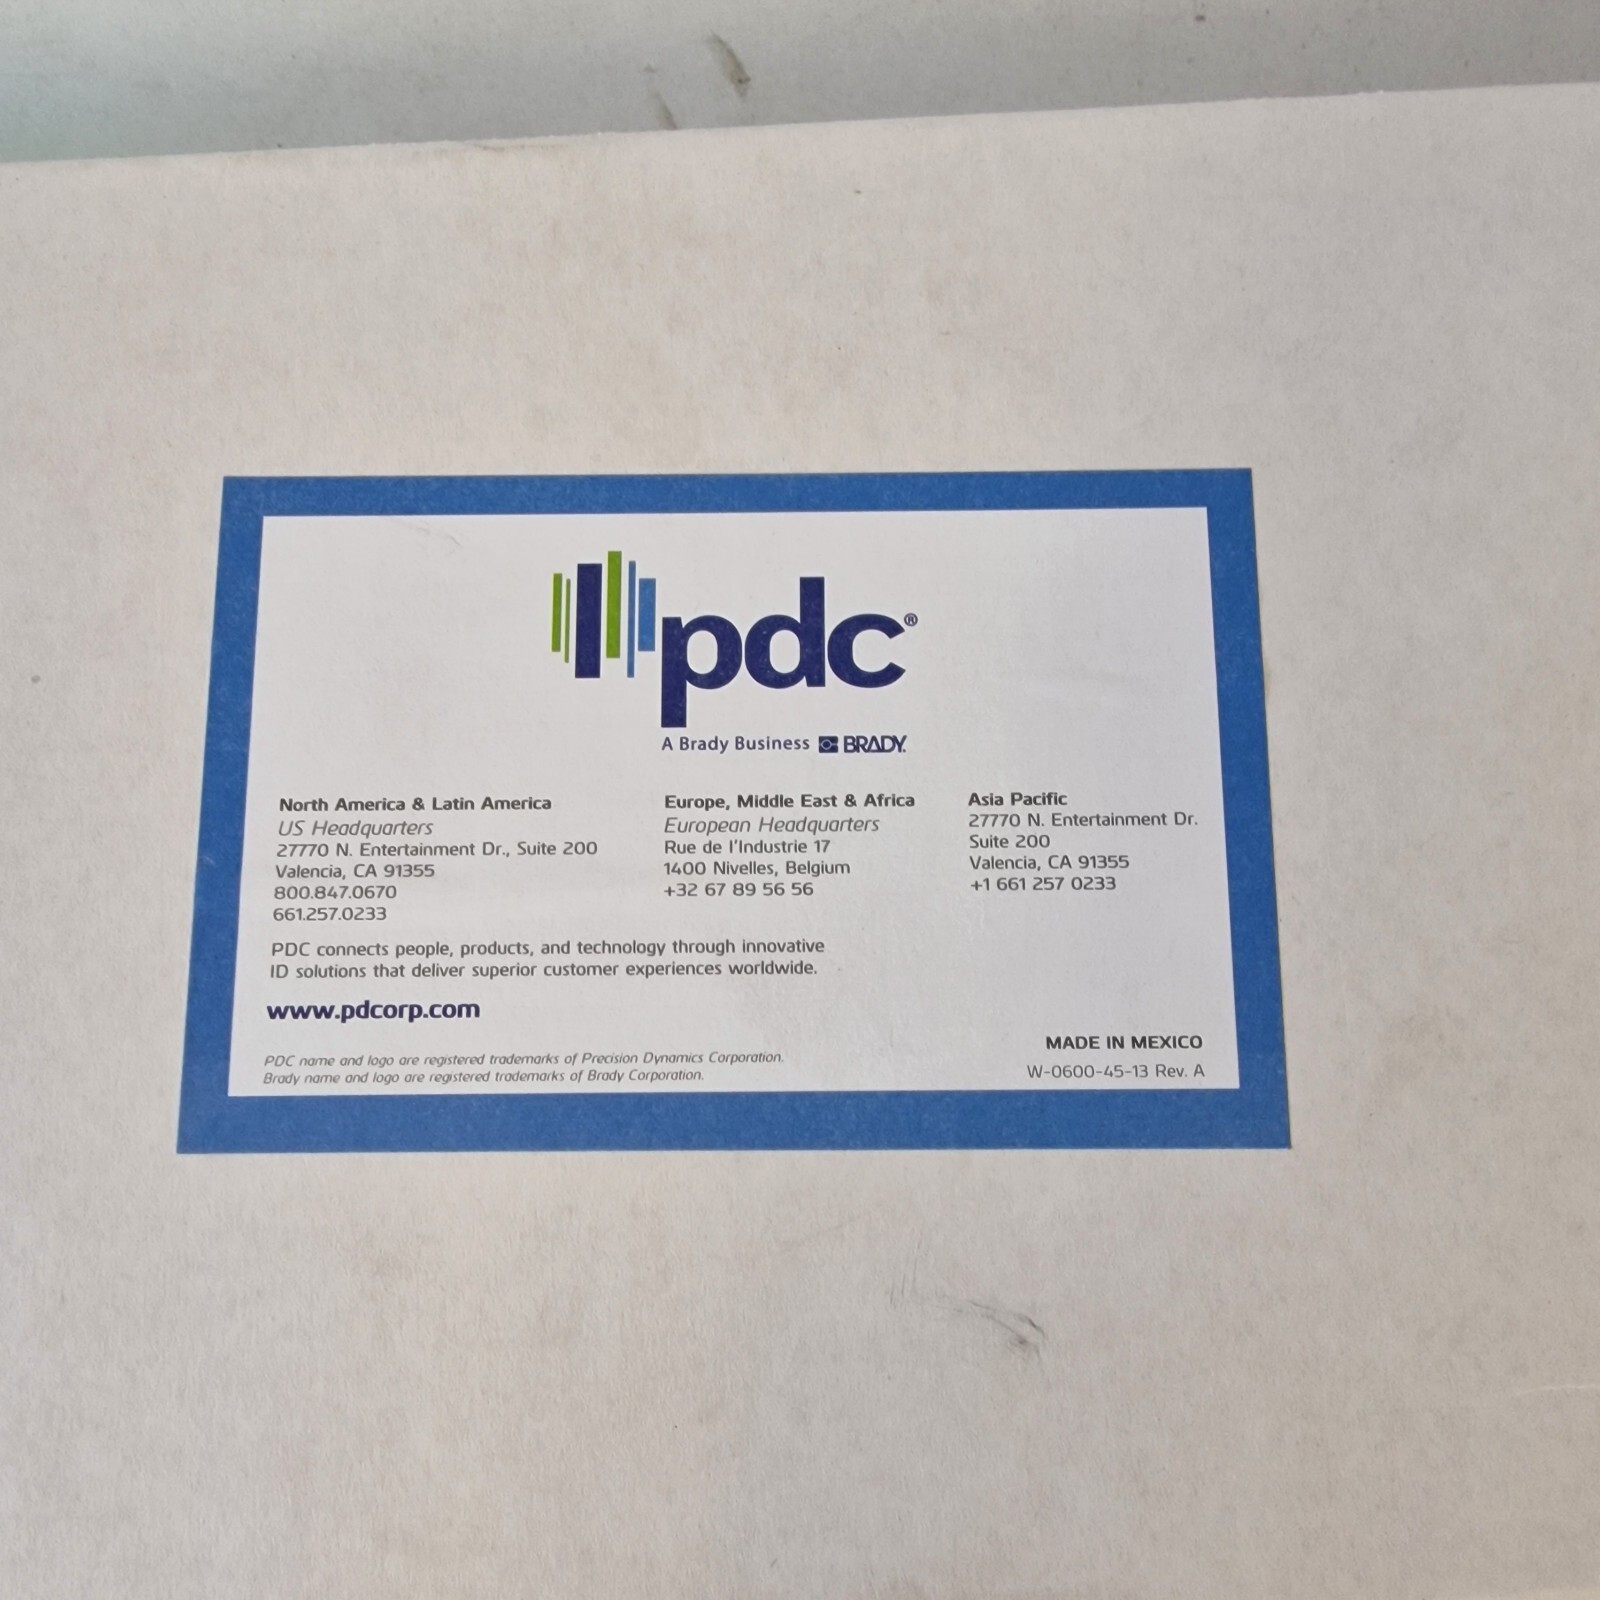 pdc®
A Brady Business BRADY.
North America & Latin America
US Headquarters
27770 N. Entertainment Dr., Suite 200
Valencia, CA 91355
800.847.0670
661.257.0233
Europe, Middle East & Africa
European Headquarters
Rue de l'Industrie 17
1400 Nivelles, Belgium
+32 67 89 56 56
Asia Pacific
27770 N. Entertainment Dr.
Suite 200
Valencia, CA 91355
+1 661 257 0233
PDC connects people, products, and technology through innovative
ID solutions that deliver superior customer experiences worldwide.
www.pdcorp.com
PDC name and logo are registered trademarks of Precision Dynamics Corporation.
Brady name and logo are registered trademarks of Brady Corporation.
MADE IN MEXICO
W-0600-45-13 Rev. A